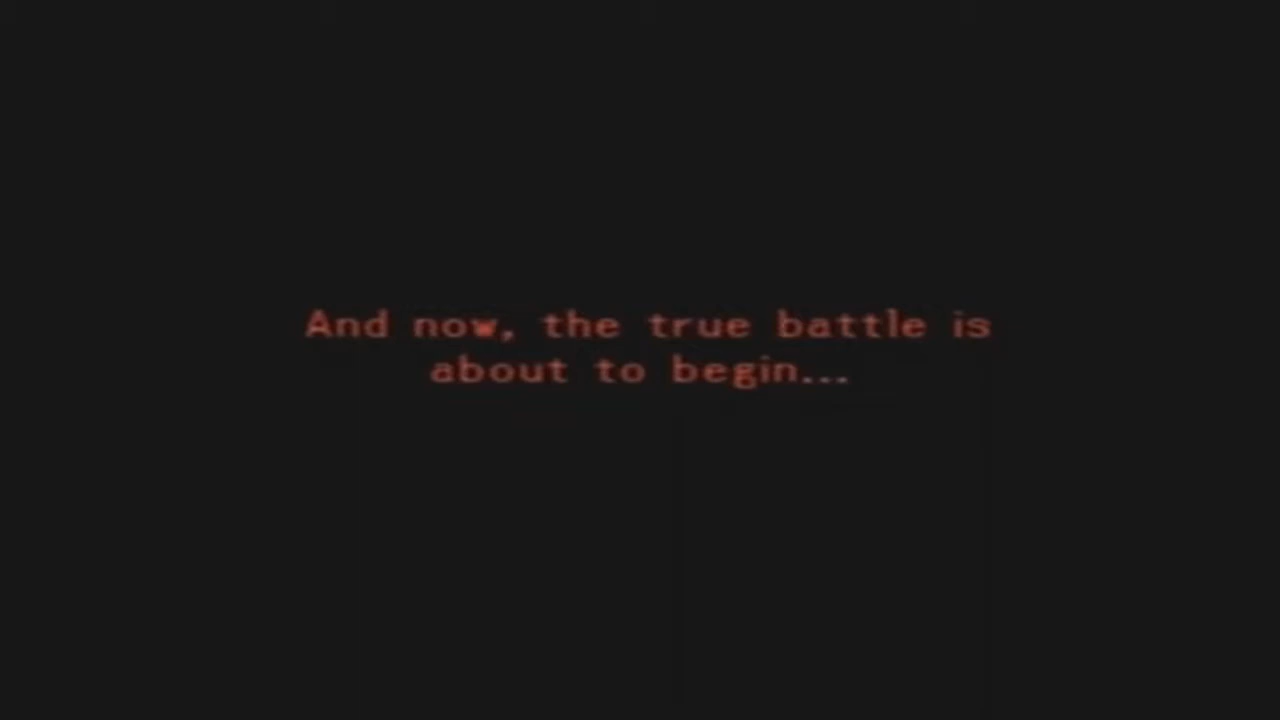 And now, the true battle is
about to begin...